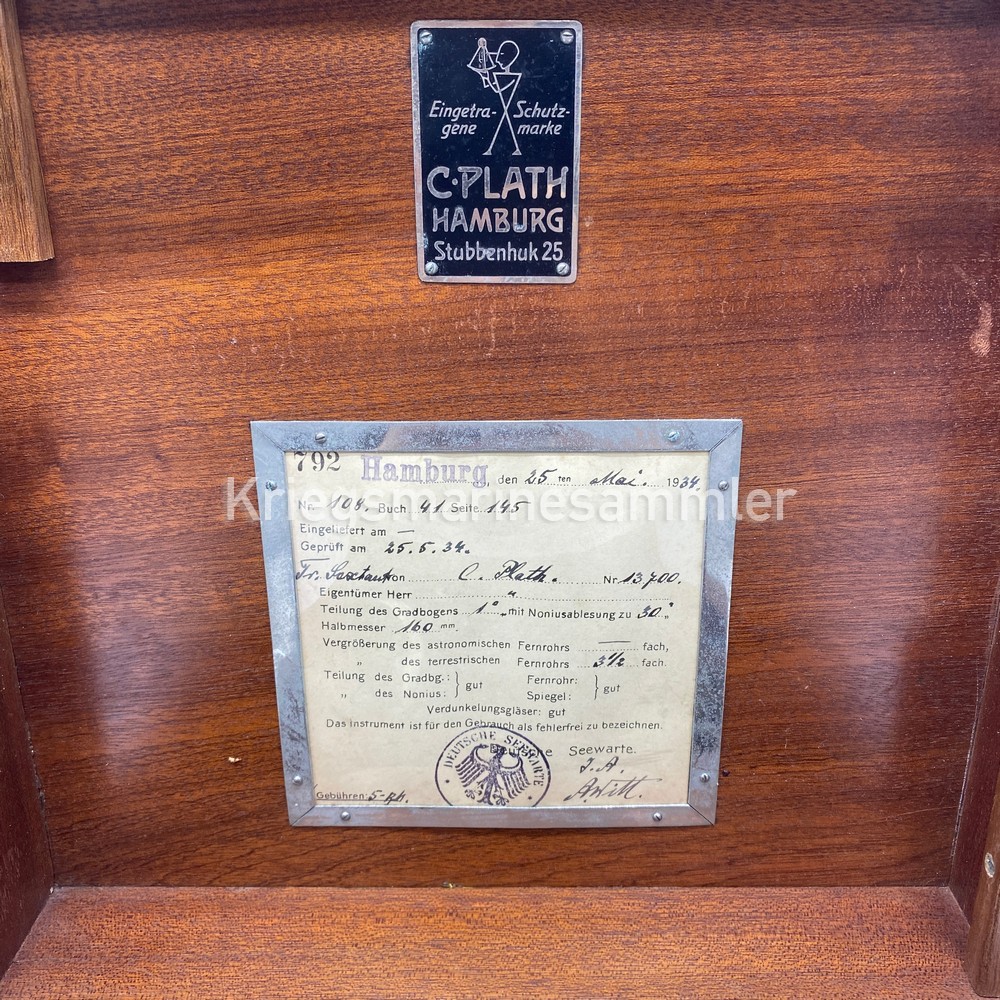 Eingetra- Schutz-
gene marke
C·PLATH
HAMBURG
Stubbenhuk 25
792 Hamburg, den 25 ten Mai. 1934.
Kriegsmarinesammler
Nr. 104. Buch 41 Seite 145
Eingeliefert am —
Geprüft am 25.5.34.
Tr. Sextant von C. Plath. Nr. 13700.
Eigentümer Herr "
Teilung des Gradbogens 1° mit Noniusablesung zu 30"
Halbmesser 160 mm.
Vergrößerung des astronomischen Fernrohrs — fach,
" des terrestrischen Fernrohrs 3½ fach.
Teilung des Gradbg.: } gut Fernrohr: } gut
" des Nonius: Spiegel:
Verdunkelungsgläser: gut
Das Instrument ist für den Gebrauch als fehlerfrei zu bezeichnen.
Deutsche Seewarte.
DEUTSCHE SEEWARTE
I.A.
Gebühren: 5.-